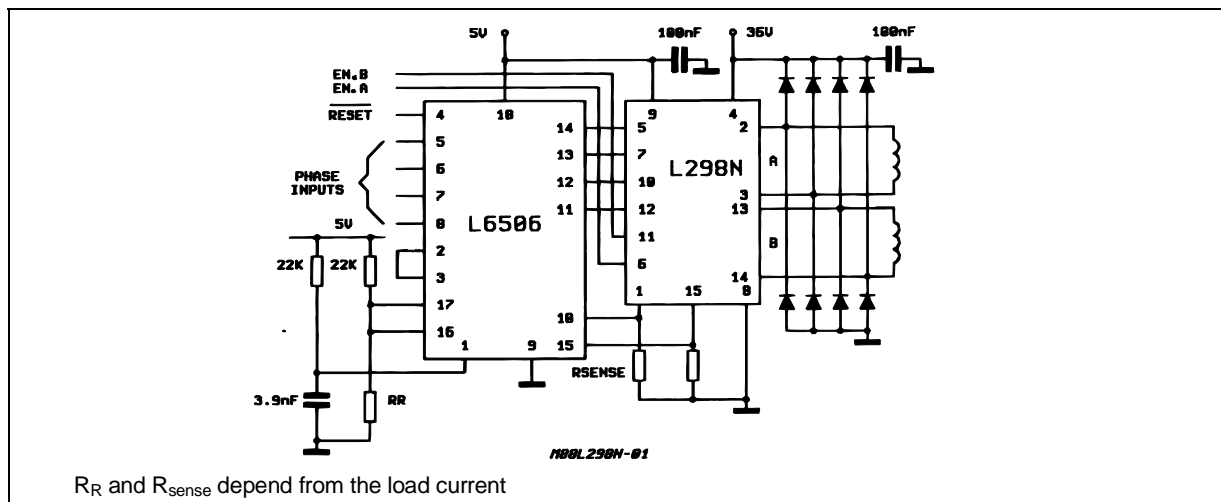 5V
100nF
36V
100nF
EN.B
EN.A
RESET
4
18
9
4
5
14
5
2
13
7
A
6
PHASE INPUTS
L298N
12
10
7
3
11
12
13
8
5V
L6506
11
2
B
22K
22K
6
14
3
1
15
8
17
10
16
15
1
9
RSENSE
3.9nF
RR
M88L298N-01
RR and Rsense depend from the load current